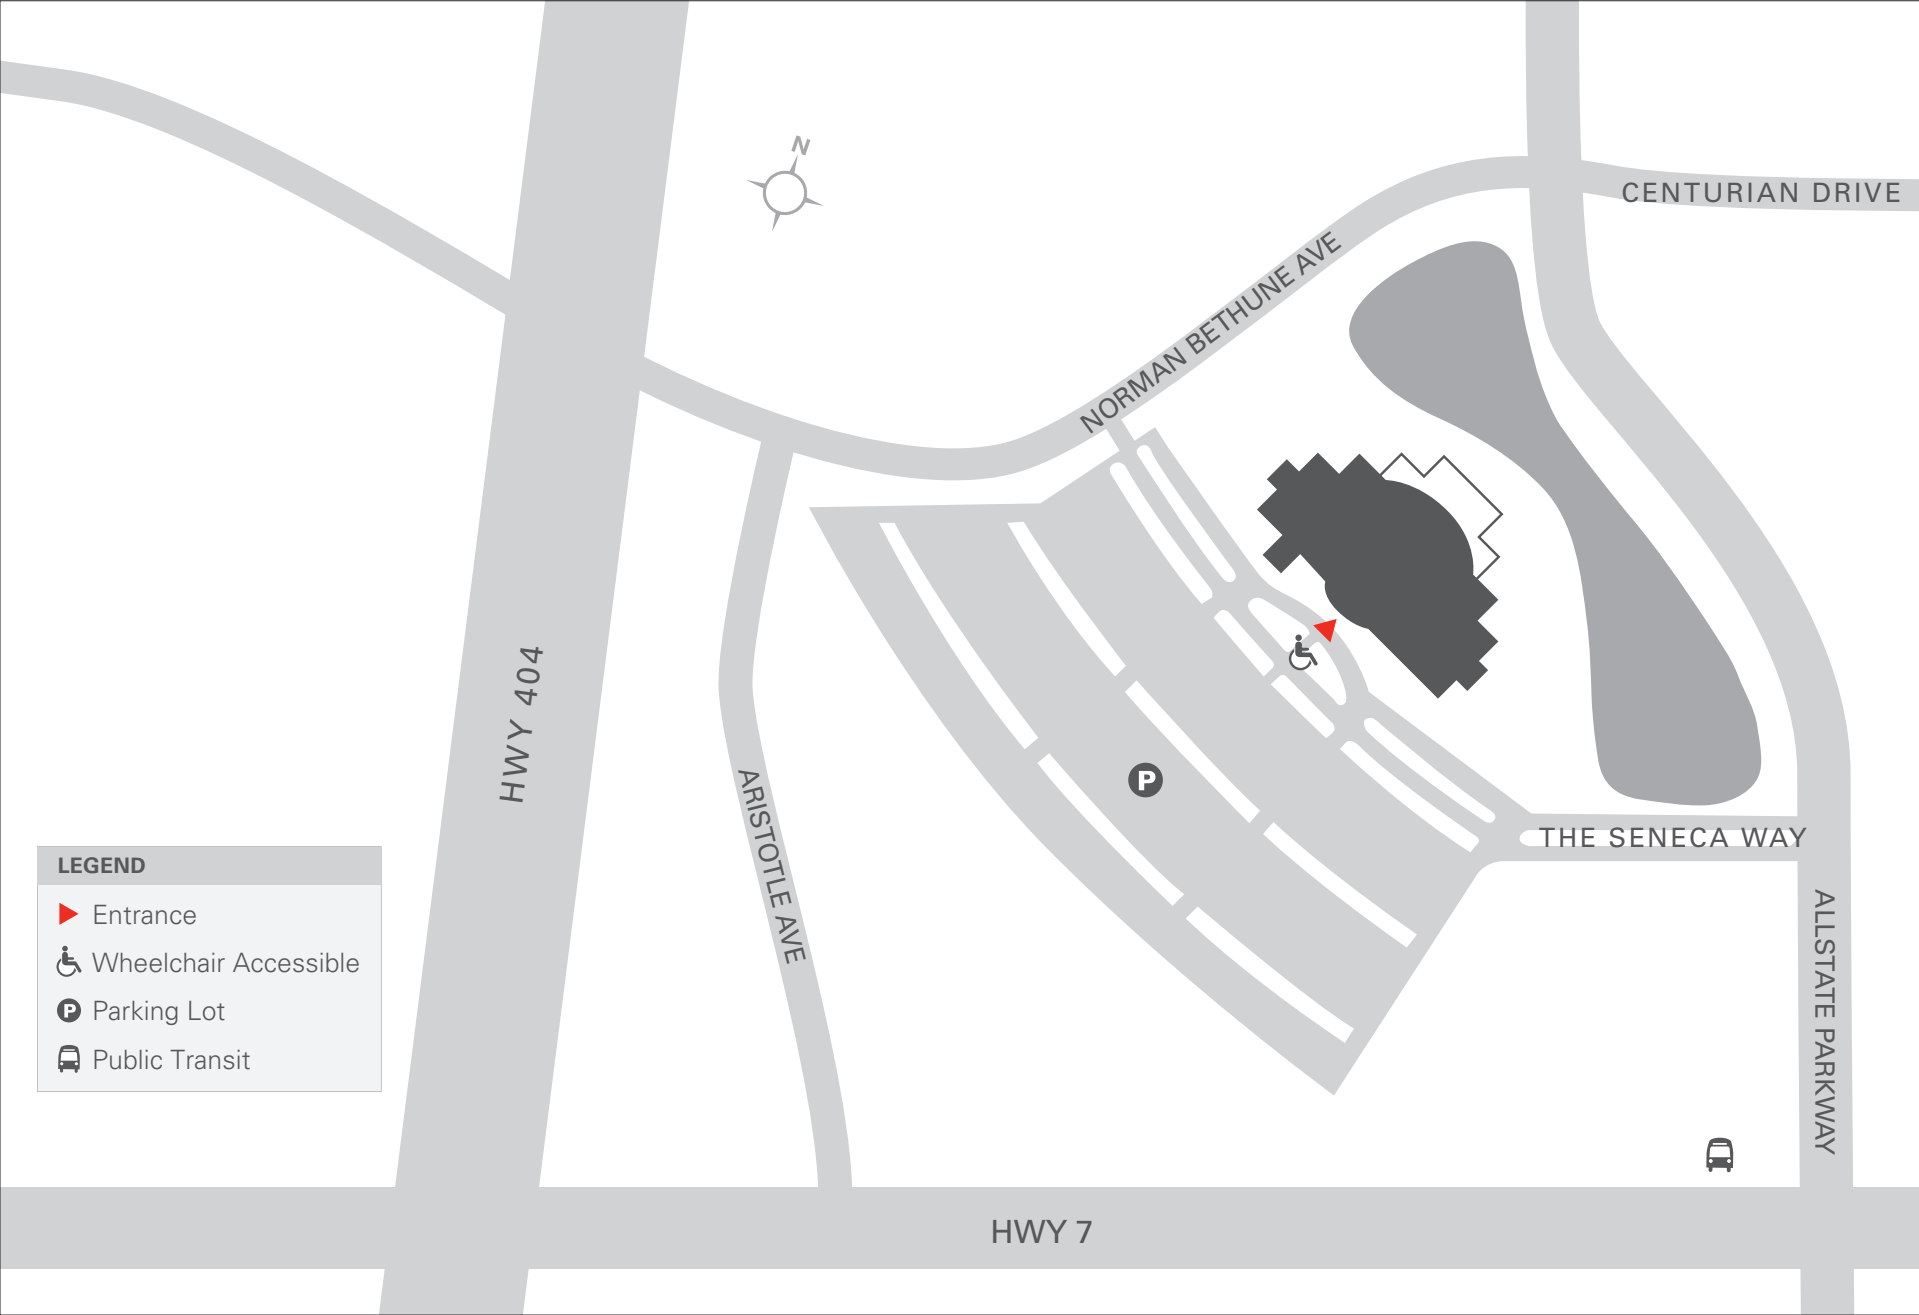 N
CENTURIAN DRIVE
NORMAN BETHUNE AVE
HWY 404
P
ARISTOTLE AVE
THE SENECA WAY
ALLSTATE PARKWAY
LEGEND
Entrance
Wheelchair Accessible
P Parking Lot
Public Transit
HWY 7